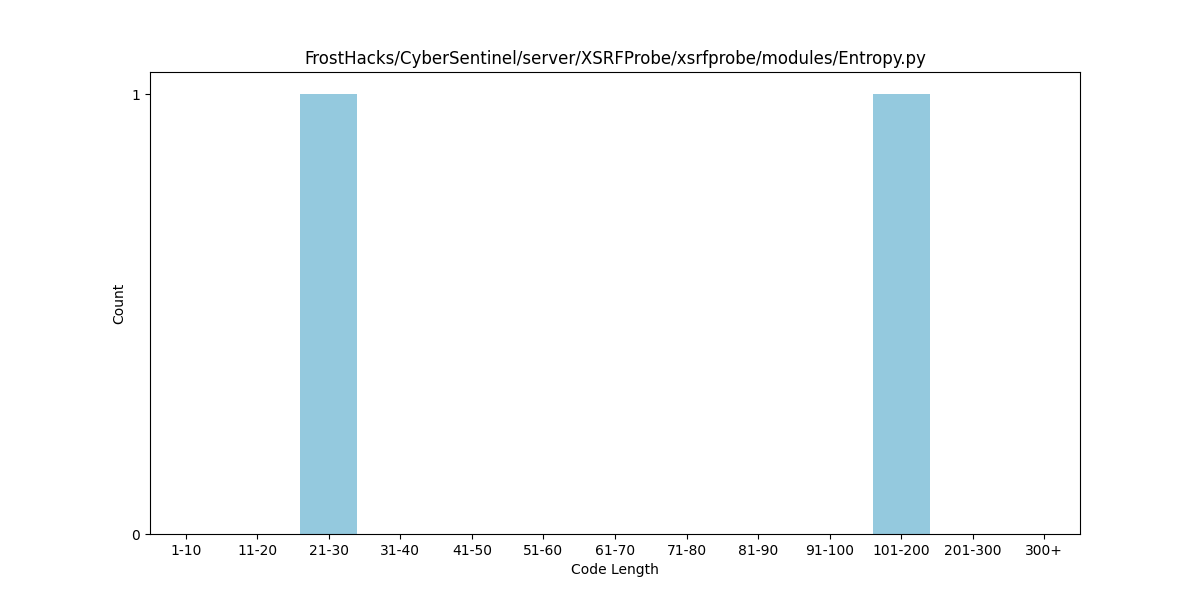 FrostHacks/CyberSentinel/server/XSRFProbe/xsrfprobe/modules/Entropy.py
1
Count
0
1-10 11-20 21-30 31-40 41-50 51-60 61-70 71-80 81-90 91-100 101-200 201-300 300+
Code Length